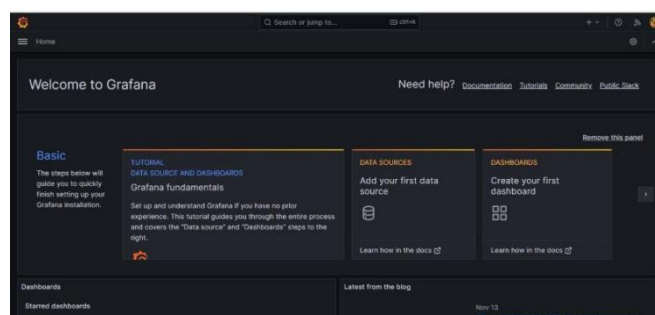 Search or jump to...
ctrl+k
Home
Welcome to Grafana
Need help?
Documentation
Tutorials
Community
Public Slack
Remove this panel
Basic
The steps below will
guide you to quickly
finish setting up your
Grafana installation.
TUTORIAL
DATA SOURCE AND DASHBOARDS
Grafana fundamentals
Set up and understand Grafana if you have no prior
experience. This tutorial guides you through the entire process
and covers the "Data source" and "Dashboards" steps to the
right.
DATA SOURCES
Add your first data
source
Learn how in the docs
DASHBOARDS
Create your first
dashboard
Learn how in the docs
Dashboards
Starred dashboards
Latest from the blog
Nov 13